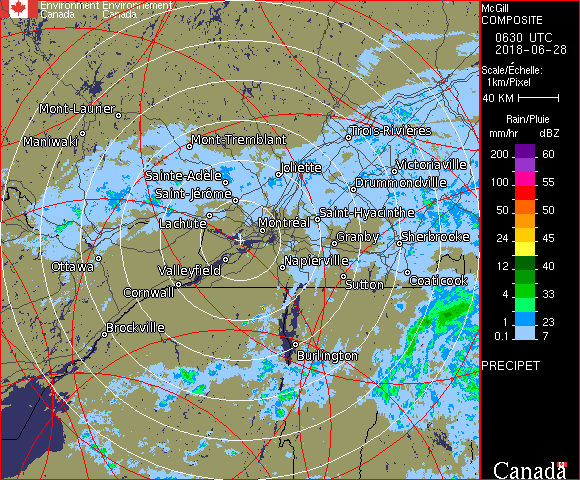 Environment Environnement
Canada Canada
McGill
COMPOSITE
0630 UTC
2018-06-28
Scale/Échelle:
1km/Pixel
40 KM
Rain/Pluie
mm/hr dBZ
200 60
100 55
50 50
24 45
12 40
4 33
1 23
0.1 7
PRECIPET
Canada
Mont-Laurier
Maniwaki
Mont-Tremblant
Trois-Rivières
Joliette
Victoriaville
Sainte-Adèle
Drummondville
Saint-Jérôme
Saint-Hyacinthe
Lachute
Montréal
Granby
Sherbrooke
Ottawa
Valleyfield
Napierville
Cornwall
Sutton
Coaticook
Brockville
Burlington